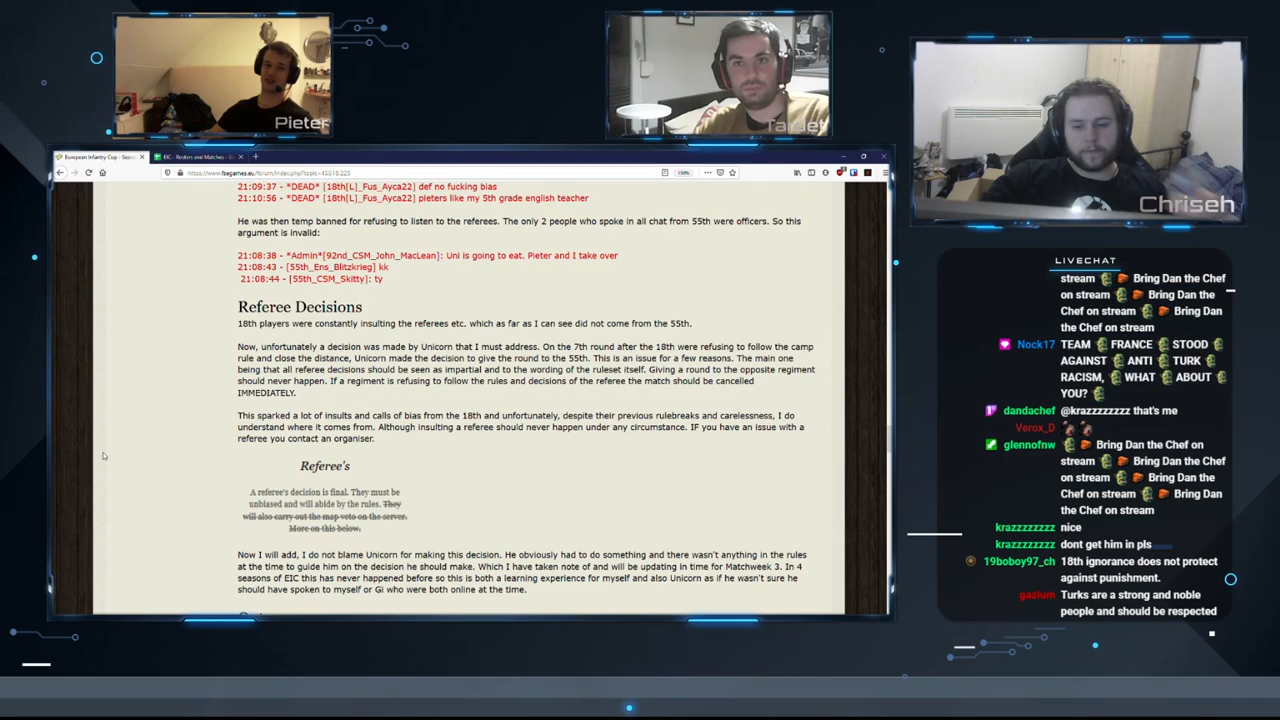 Pieter
Taylet
Chriseh
European Infantry Cup - Seaso
EIC - Rosters and Matches - G
https://www.fsegames.eu/forum/index.php?topic=45518.225
150%
21:09:37 - *DEAD* [18th[L]_Fus_Ayca22] def no fucking bias
21:10:56 - *DEAD* [18th[L]_Fus_Ayca22] pieters like my 5th grade english teacher
He was then temp banned for refusing to listen to the referees. The only 2 people who spoke in all chat from 55th were officers. So this
argument is invalid:
21:08:38 - *Admin*[92nd_CSM_John_MacLean]: Uni is going to eat. Pieter and I take over
21:08:43 - [55th_Ens_Blitzkrieg] kk
21:08:44 - [55th_CSM_Skitty]: ty
Referee Decisions
18th players were constantly insulting the referees etc. which as far as I can see did not come from the 55th.
Now, unfortunately a decision was made by Unicorn that I must address. On the 7th round after the 18th were refusing to follow the camp
rule and close the distance, Unicorn made the decision to give the round to the 55th. This is an issue for a few reasons. The main one
being that all referee decisions should be seen as impartial and to the wording of the ruleset itself. Giving a round to the opposite regiment
should never happen. If a regiment is refusing to follow the rules and decisions of the referee the match should be cancelled
IMMEDIATELY.
This sparked a lot of insults and calls of bias from the 18th and unfortunately, despite their previous rulebreaks and carelessness, I do
understand where it comes from. Although insulting a referee should never happen under any circumstance. IF you have an issue with a
referee you contact an organiser.
Referee's
A referee's decision is final. They must be
unbiased and will abide by the rules. They
will also carry out the map veto on the server.
More on this below.
Now I will add, I do not blame Unicorn for making this decision. He obviously had to do something and there wasn't anything in the rules
at the time to guide him on the decision he should make. Which I have taken note of and will be updating in time for Matchweek 3. In 4
seasons of EIC this has never happened before so this is both a learning experience for myself and also Unicorn as if he wasn't sure he
should have spoken to myself or Gi who were both online at the time.
LIVECHAT
stream Bring Dan the Chef
on stream Bring Dan the
Chef on stream Bring Dan
the Chef on stream
Nock17 TEAM FRANCE STOOD
AGAINST ANTI TURK
RACISM, WHAT ABOUT
YOU?
dandachef @krazzzzzzzz that's me
Verox_D
glennofnw Bring Dan the Chef on
stream Bring Dan the Chef
on stream Bring Dan the
Chef on stream Bring Dan
the Chef on stream
krazzzzzzzz nice
krazzzzzzzz dont get him in pls
19boboy97_ch 18th ignorance does not protect
against punishment.
gazlum Turks are a strong and noble
people and should be respected